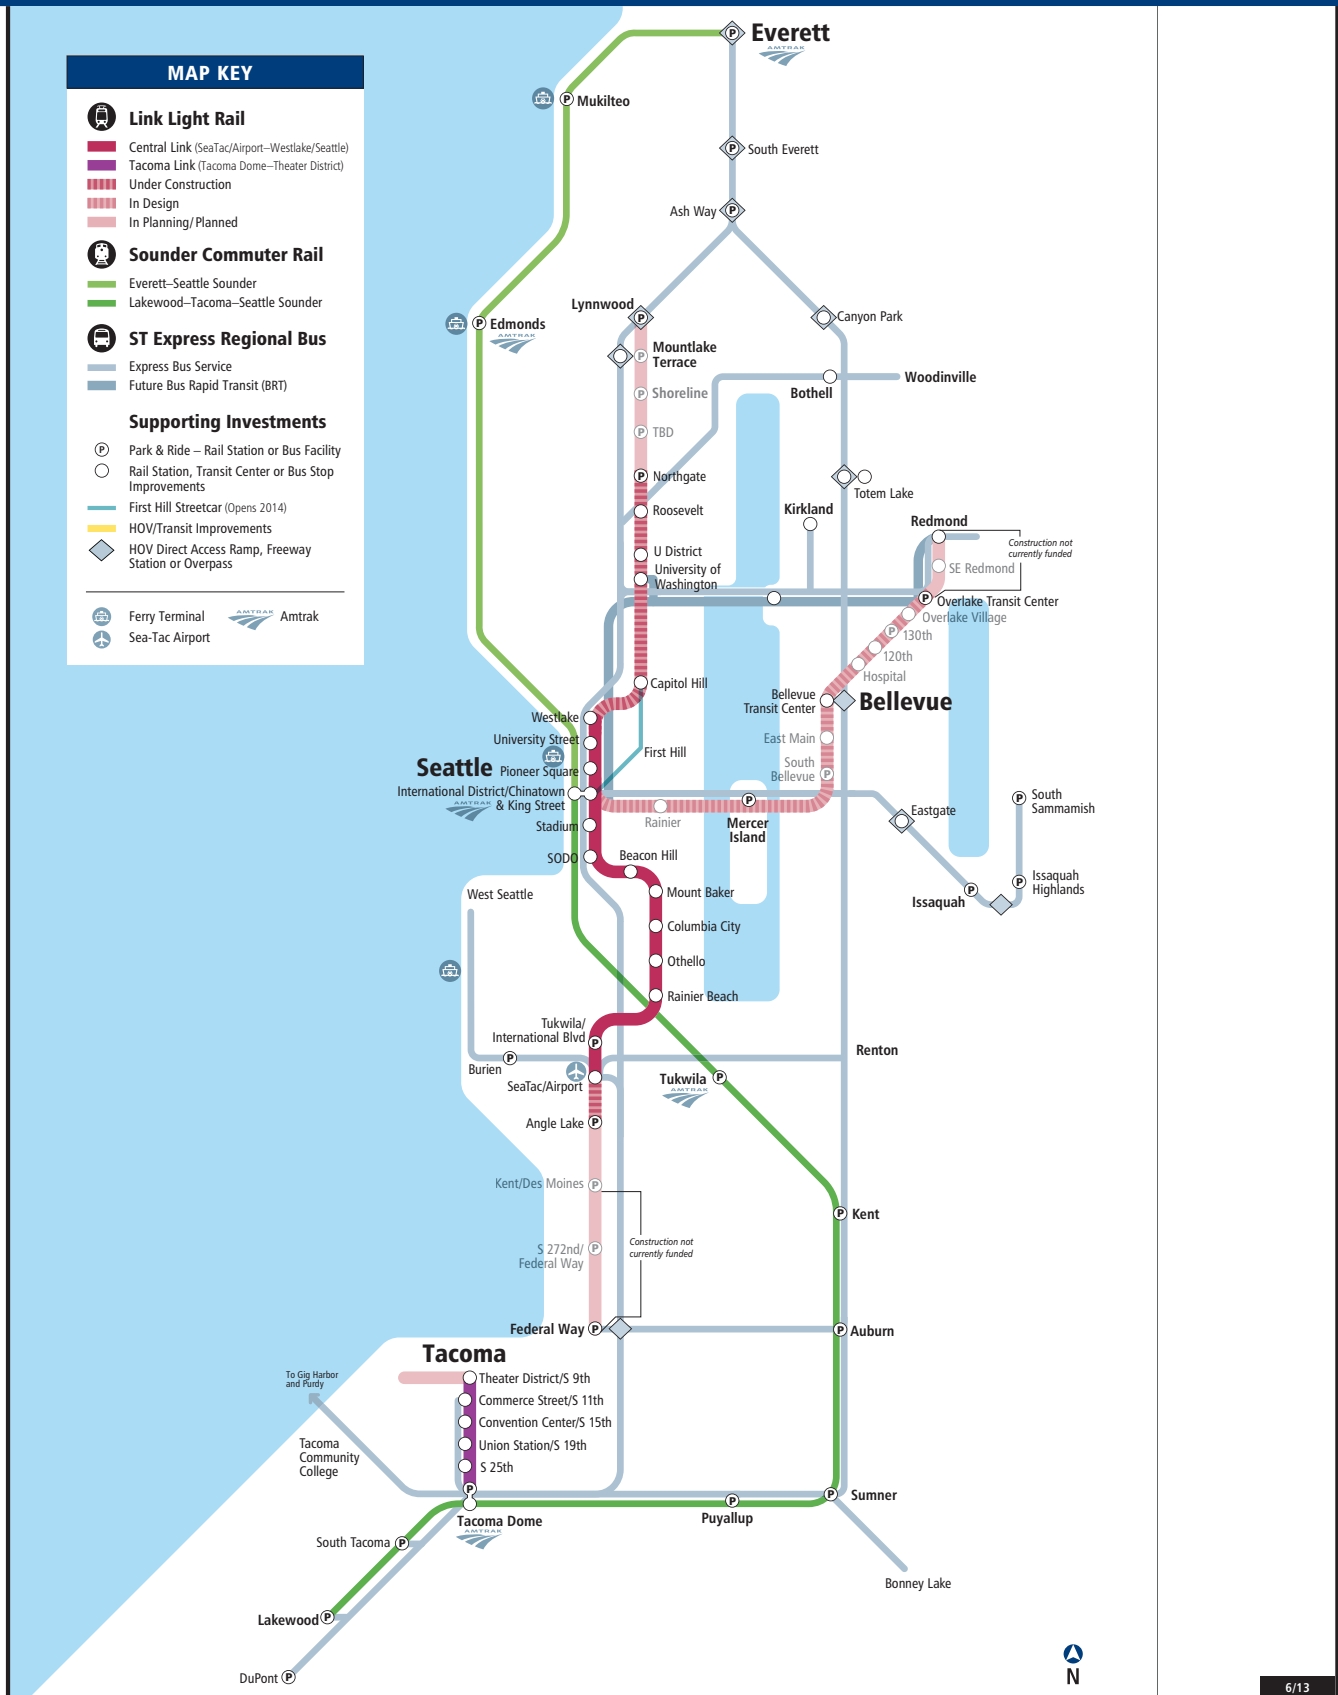 MAP KEY
Link Light Rail
Central Link (SeaTac/Airport–Westlake/Seattle)
Tacoma Link (Tacoma Dome–Theater District)
Under Construction
In Design
In Planning/Planned
Sounder Commuter Rail
Everett–Seattle Sounder
Lakewood–Tacoma–Seattle Sounder
ST Express Regional Bus
Express Bus Service
Future Bus Rapid Transit (BRT)
Supporting Investments
P Park & Ride – Rail Station or Bus Facility
Rail Station, Transit Center or Bus Stop
Improvements
First Hill Streetcar (Opens 2014)
HOV/Transit Improvements
HOV Direct Access Ramp, Freeway
Station or Overpass
Ferry Terminal
AMTRAK Amtrak
Sea-Tac Airport
P Everett
AMTRAK
P Mukilteo
P South Everett
Ash Way P
Lynnwood
P
Canyon Park
P Edmonds
AMTRAK
Mountlake
P Terrace
Woodinville
Bothell
P Shoreline
P TBD
P Northgate
Totem Lake
Roosevelt
Kirkland
Redmond
Construction not
currently funded
U District
University of
Washington
SE Redmond
P Overlake Transit Center
Overlake Village
P 130th
120th
Hospital
Capitol Hill
Bellevue
Transit Center
Bellevue
Westlake
University Street
East Main
First Hill
Seattle
Pioneer Square
South
Bellevue P
International District/Chinatown
& King Street
AMTRAK
P
South
Sammamish
Rainier
Mercer
Island
Eastgate
Stadium
SODO
Beacon Hill
West Seattle
Mount Baker
P Issaquah
Highlands
Issaquah P
Columbia City
Othello
Rainier Beach
Tukwila/
International Blvd P
Renton
Burien P
SeaTac/Airport
Tukwila P
AMTRAK
Angle Lake P
Kent/Des Moines P
P Kent
Construction not
currently funded
S 272nd/
Federal Way P
Federal Way P
P Auburn
Tacoma
To Gig Harbor
and Purdy
Theater District/S 9th
Commerce Street/S 11th
Convention Center/S 15th
Tacoma
Community
College
Union Station/S 19th
S 25th
P
Tacoma Dome
AMTRAK
P
Puyallup
P Sumner
South Tacoma P
Bonney Lake
Lakewood P
DuPont P
N
6/13